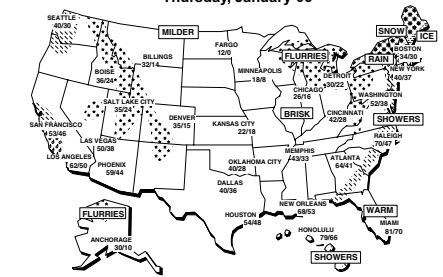 SEATTLE
40/30
MILDER
SNOW
ICE
FARGO
12/0
BILLINGS
32/14
FLURRIES
BOSTON
34/30
RAIN
MINNEAPOLIS
18/8
DETROIT
30/22
NEW YORK
40/37
BOISE
36/24
CHICAGO
26/16
WASHINGTON
52/38
SALT LAKE CITY
35/24
DENVER
35/15
BRISK
CINCINNATI
42/28
SHOWERS
KANSAS CITY
22/18
SAN FRANCISCO
53/46
LAS VEGAS
50/38
RALEIGH
70/47
MEMPHIS
43/33
ATLANTA
64/41
LOS ANGELES
62/50
PHOENIX
59/44
OKLAHOMA CITY
40/28
DALLAS
40/36
NEW ORLEANS
68/53
FLURRIES
HOUSTON
54/48
WARM
MIAMI
81/70
HONOLULU
79/66
ANCHORAGE
30/10
SHOWERS